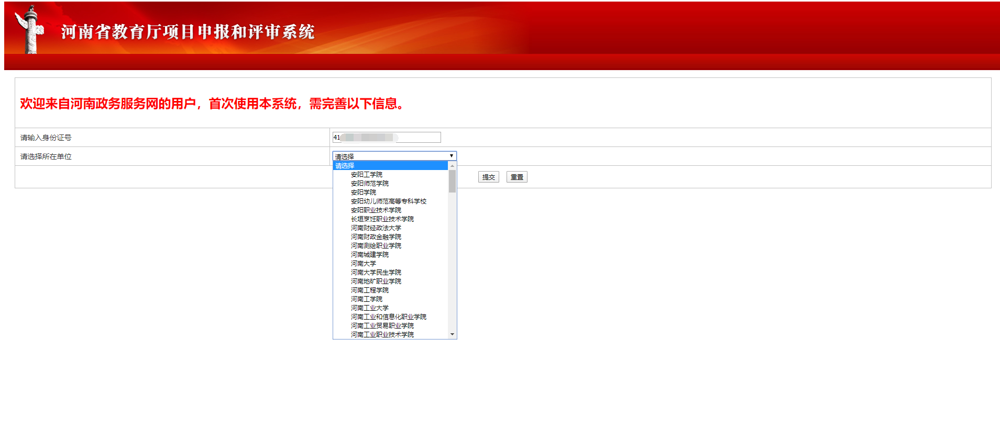 河南省教育厅项目申报和评审系统
欢迎来自河南政务服务网的用户，首次使用本系统，需完善以下信息。
请输入身份证号
41
请选择所在单位
请选择
请选择
安阳工学院
安阳师范学院
安阳学院
安阳幼儿师范高等专科学校
安阳职业技术学院
长垣烹饪职业技术学院
河南财经政法大学
河南财政金融学院
河南测绘职业学院
河南城建学院
河南大学
河南大学民生学院
河南地矿职业学院
河南工程学院
河南工学院
河南工业大学
河南工业和信息化职业学院
河南工业贸易职业学院
河南工业职业技术学院
提交 重置